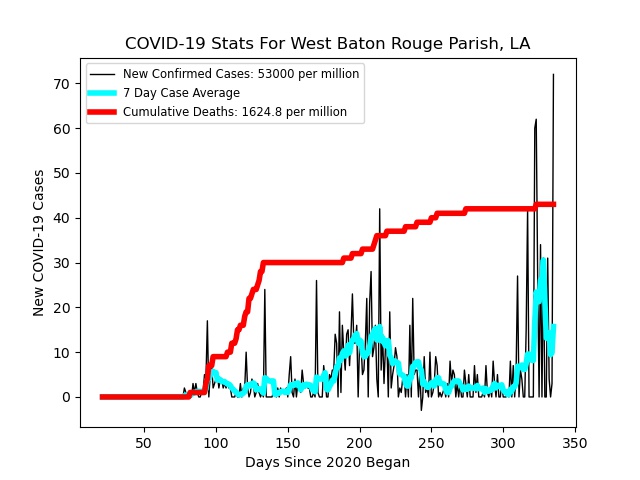 COVID-19 Stats For West Baton Rouge Parish, LA
New Confirmed Cases: 53000 per million
7 Day Case Average
Cumulative Deaths: 1624.8 per million
New COVID-19 Cases
70
60
50
40
30
20
10
0
50
100
150
200
250
300
350
Days Since 2020 Began